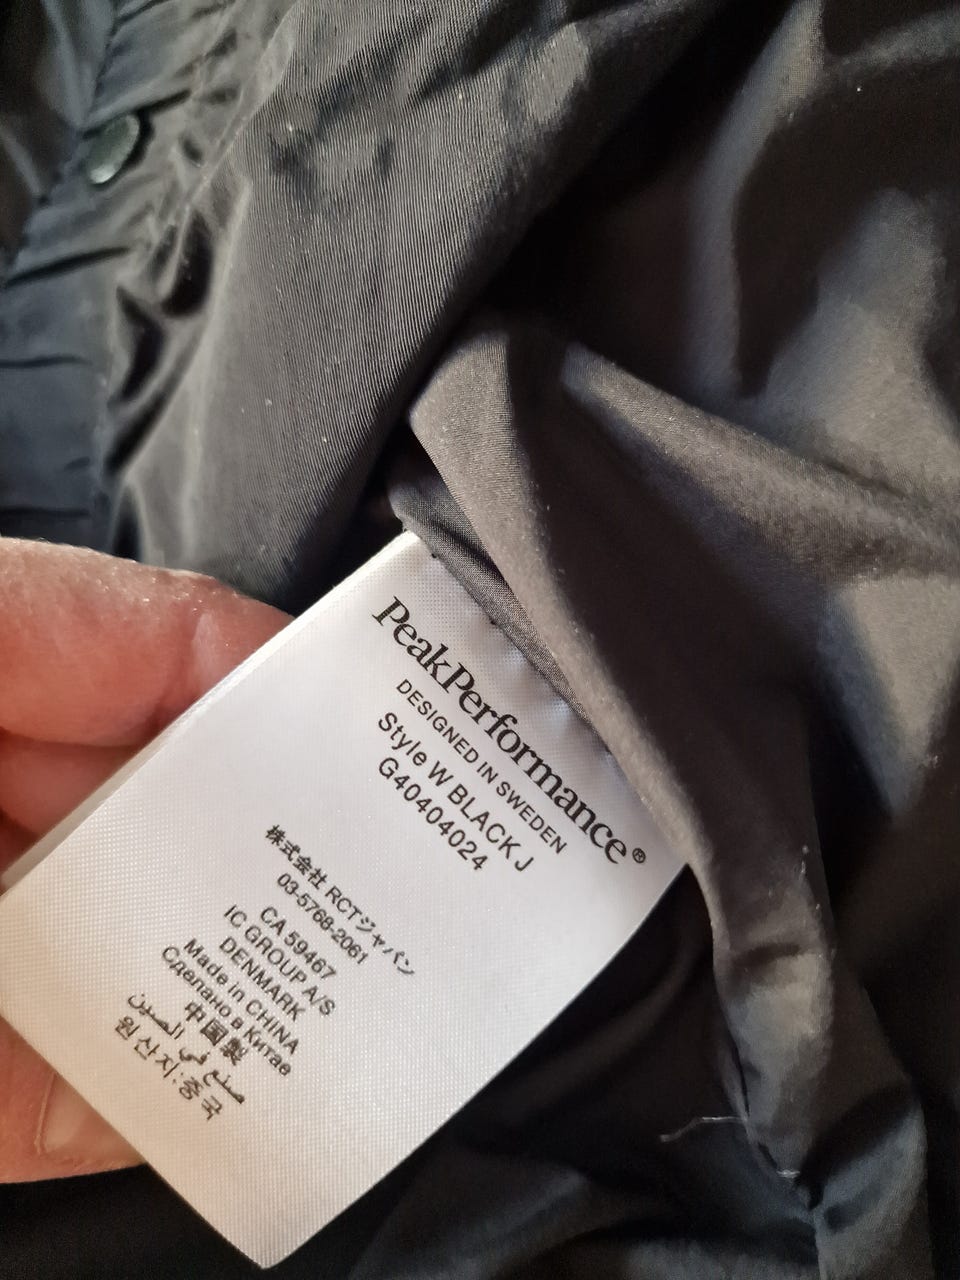 PeakPerformance®
DESIGNED IN SWEDEN
Style W BLACK J
G40404024
株式会社 RCTジャパン
03-5768-2061
CA 59467
IC GROUP A/S
DENMARK
Made in CHINA
Сделано в Китае
中国製
صنع في الصين
원산지:중국